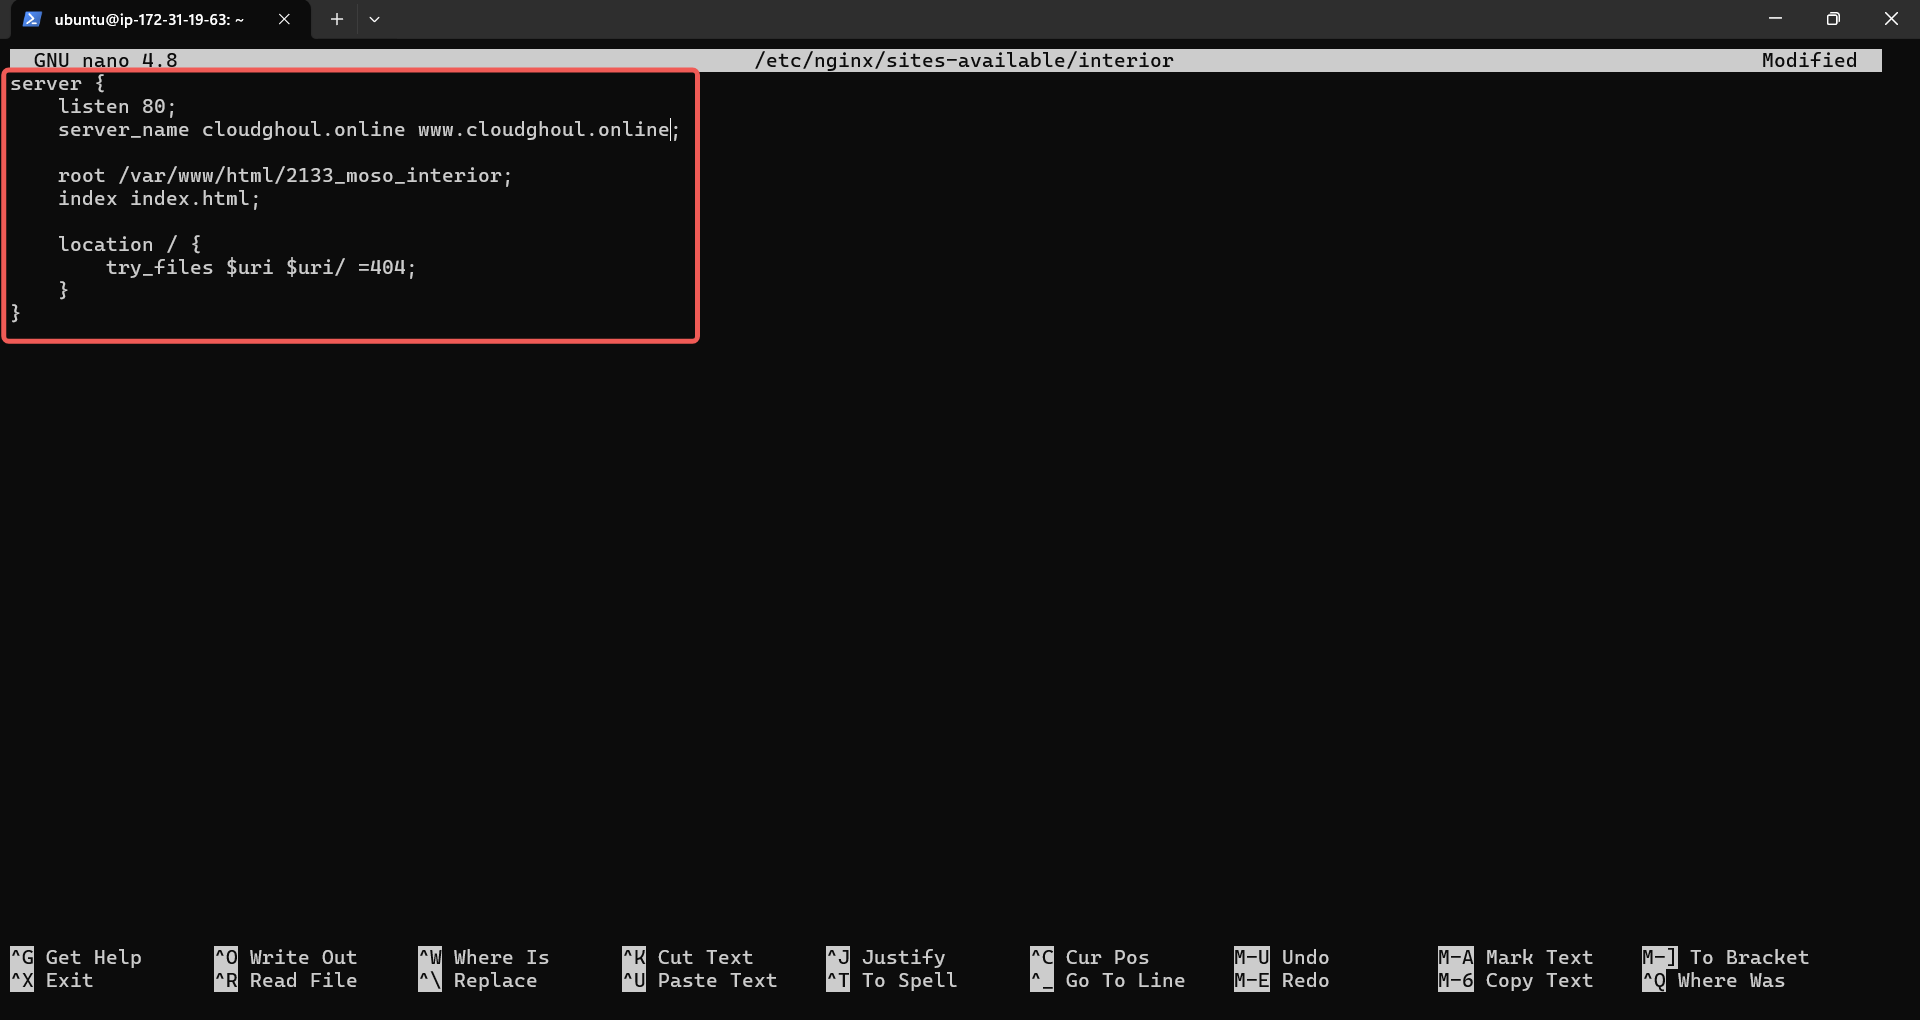 ubuntu@ip-172-31-19-63: ~
GNU nano 4.8 /etc/nginx/sites-available/interior Modified
server {
    listen 80;
    server_name cloudghoul.online www.cloudghoul.online;

    root /var/www/html/2133_moso_interior;
    index index.html;

    location / {
        try_files $uri $uri/ =404;
    }
}
^G Get Help ^O Write Out ^W Where Is ^K Cut Text ^J Justify ^C Cur Pos M-U Undo M-A Mark Text M-] To Bracket
^X Exit ^R Read File ^\ Replace ^U Paste Text ^T To Spell ^_ Go To Line M-E Redo M-6 Copy Text ^Q Where Was